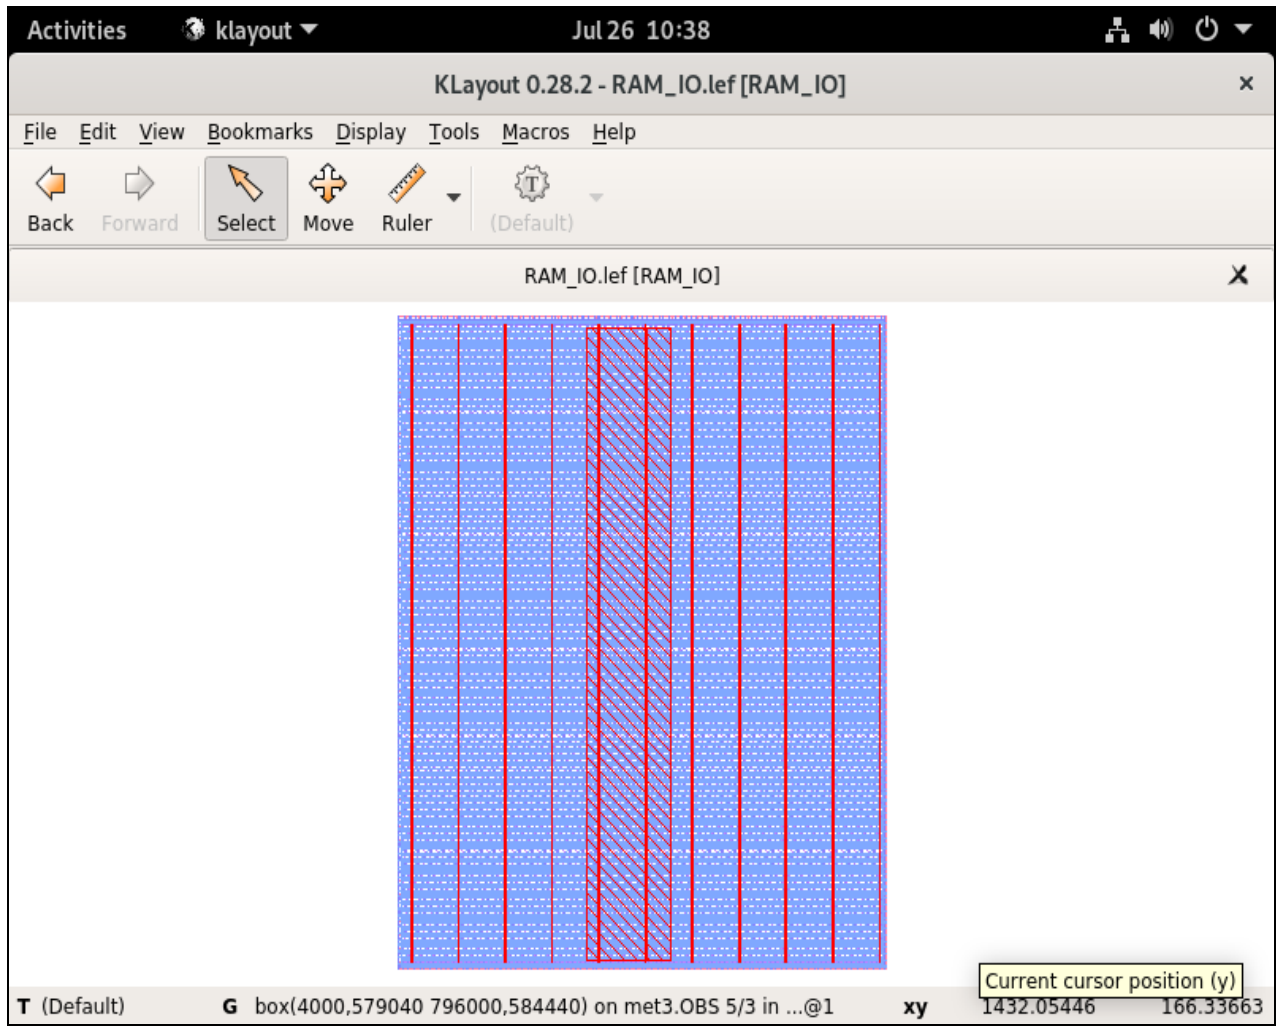 Activities klayout Jul 26 10:38
KLayout 0.28.2 - RAM_IO.lef [RAM_IO]
File Edit View Bookmarks Display Tools Macros Help
Back Forward Select Move Ruler T (Default)
RAM_IO.lef [RAM_IO]
Current cursor position (y)
T (Default) G box(4000,579040 796000,584440) on met3.OBS 5/3 in ...@1 xy 1432.05446 166.33663